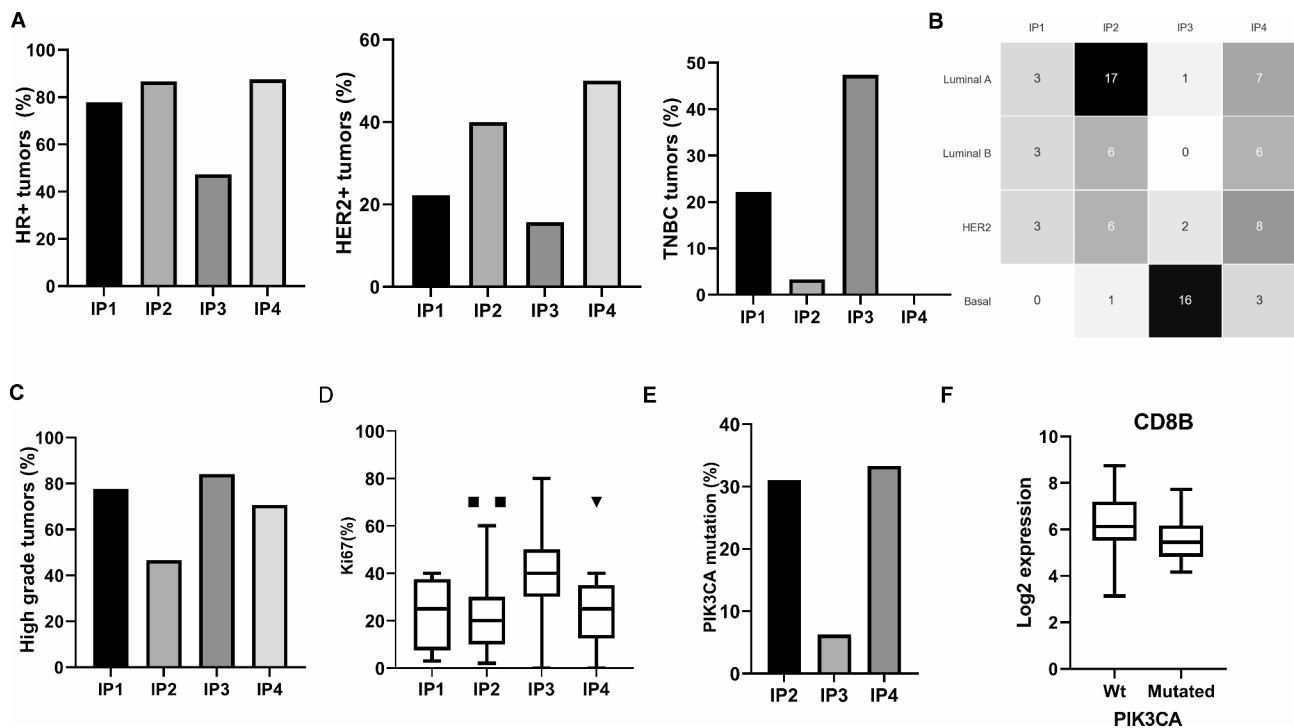 A
HR+ tumors (%)
100
80
60
40
20
0
IP1 IP2 IP3 IP4
HER2+ tumors (%)
60
40
20
0
IP1 IP2 IP3 IP4
TNBC tumors (%)
50
40
30
20
10
0
IP1 IP2 IP3 IP4
B
IP1 IP2 IP3 IP4
Luminal A 3 17 1 7
Luminal B 3 6 0 6
HER2 3 6 2 8
Basal 0 1 16 3
C
High grade tumors (%)
100
80
60
40
20
0
IP1 IP2 IP3 IP4
D
Ki67(%)
100
80
60
40
20
0
IP1 IP2 IP3 IP4
E
PIK3CA mutation (%)
40
30
20
10
0
IP2 IP3 IP4
F
CD8B
Log2 expression
10
8
6
4
2
0
Wt Mutated
PIK3CA